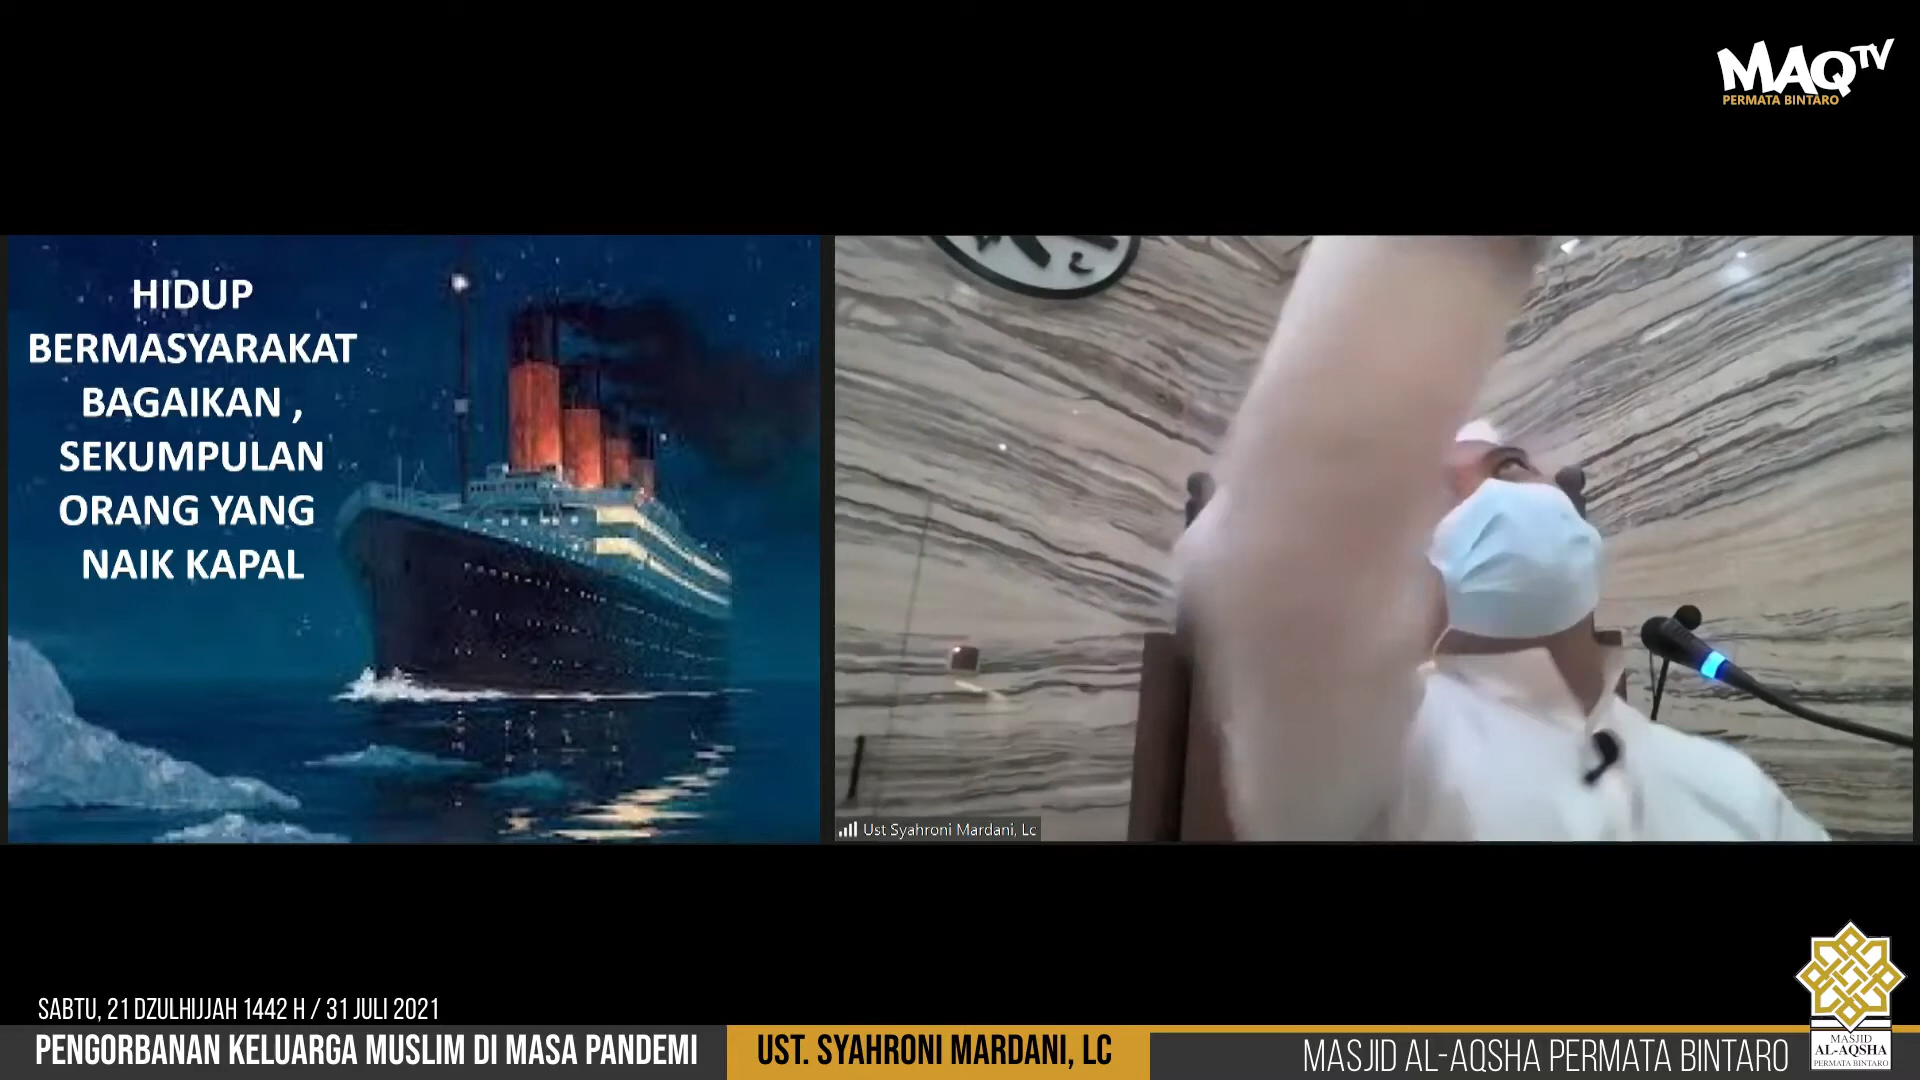 MAQTV
PERMATA BINTARO
HIDUP
BERMASYARAKAT
BAGAIKAN ,
SEKUMPULAN
ORANG YANG
NAIK KAPAL
Ust Syahroni Mardani, Lc
SABTU, 21 DZULHIJJAH 1442 H / 31 JULI 2021
PENGORBANAN KELUARGA MUSLIM DI MASA PANDEMI
UST. SYAHRONI MARDANI, LC
MASJID AL-AQSHA PERMATA BINTARO
MASJID
AL-AQSHA
PERMATA BINTARO